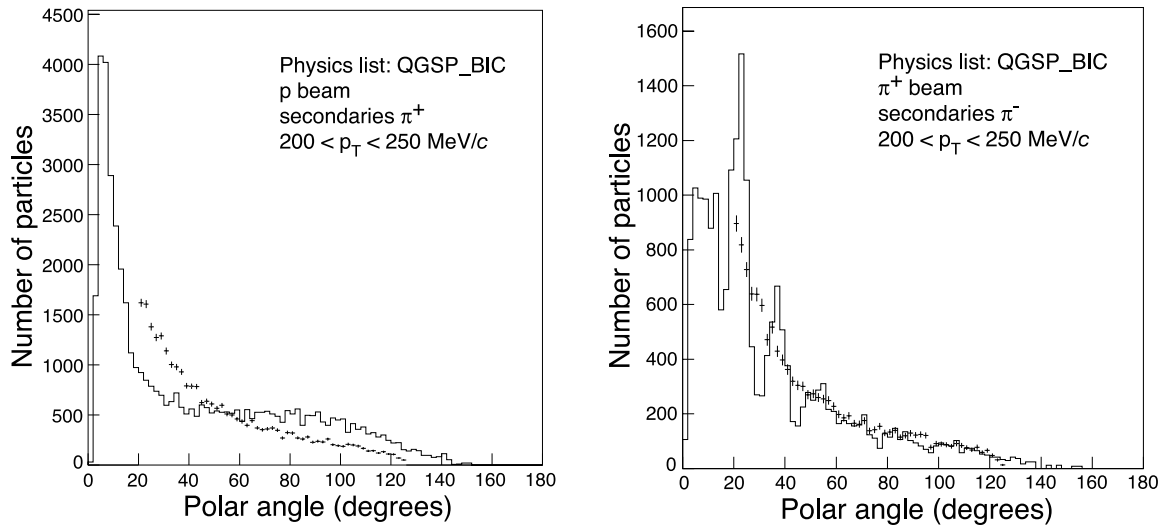 4500
4000
3500
3000
2500
2000
1500
1000
500
0
Number of particles
Physics list: QGSP_BIC
p beam
secondaries π⁺
200 < p_T < 250 MeV/c
0 20 40 60 80 100 120 140 160 180
Polar angle (degrees)
1600
1400
1200
1000
800
600
400
200
0
Number of particles
Physics list: QGSP_BIC
π⁺ beam
secondaries π⁻
200 < p_T < 250 MeV/c
0 20 40 60 80 100 120 140 160 180
Polar angle (degrees)